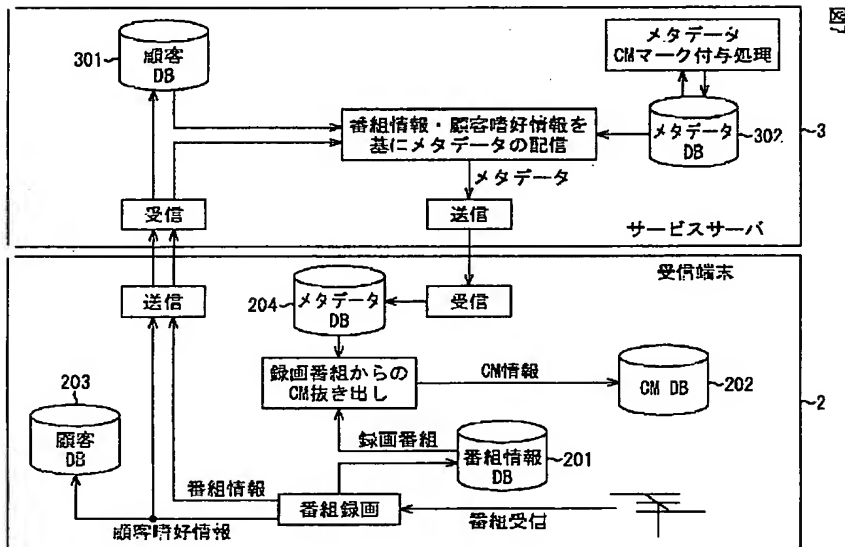 図7
301
顧客
DB
メタデータ
CMマーク付与処理
番組情報・顧客嗜好情報を
基にメタデータの配信
メタデータ
DB
302
3
メタデータ
受信
送信
サービスサーバ
受信端末
送信
204
メタデータ
DB
受信
203
顧客
DB
録画番組からの
CM抜き出し
CM情報
CM DB
202
2
録画番組
番組情報
DB
201
番組情報
番組録画
番組受信
顧客嗜好情報